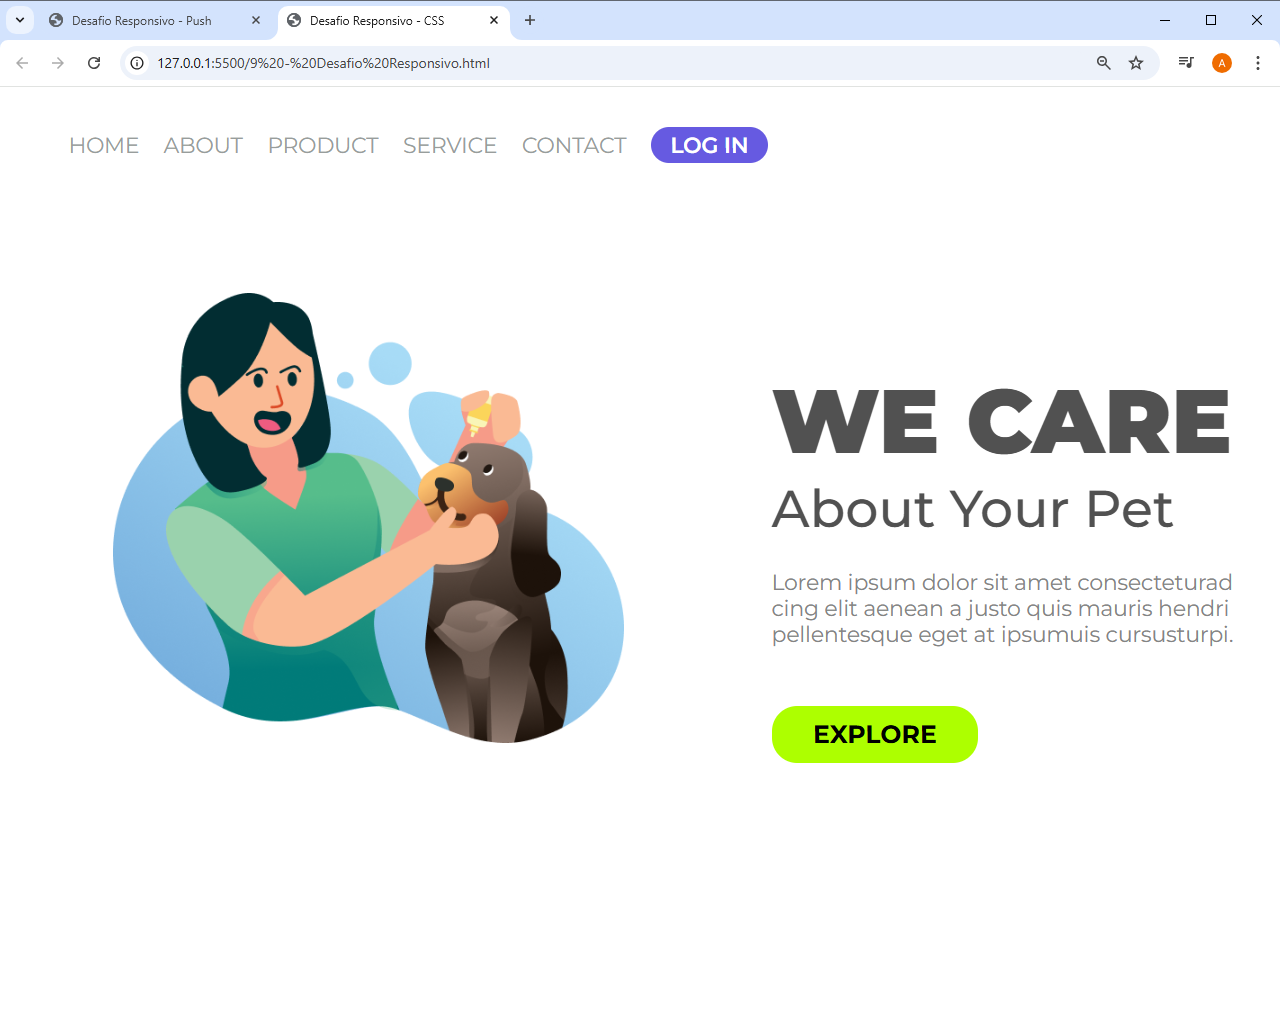 Desafio Responsivo - Push
Desafio Responsivo - CSS
127.0.0.1:5500/9%20-%20Desafio%20Responsivo.html
A
HOME ABOUT PRODUCT SERVICE CONTACT LOG IN
WE CARE
About Your Pet
Lorem ipsum dolor sit amet consecteturad
cing elit aenean a justo quis mauris hendri
pellentesque eget at ipsumuis cursusturpi.
EXPLORE